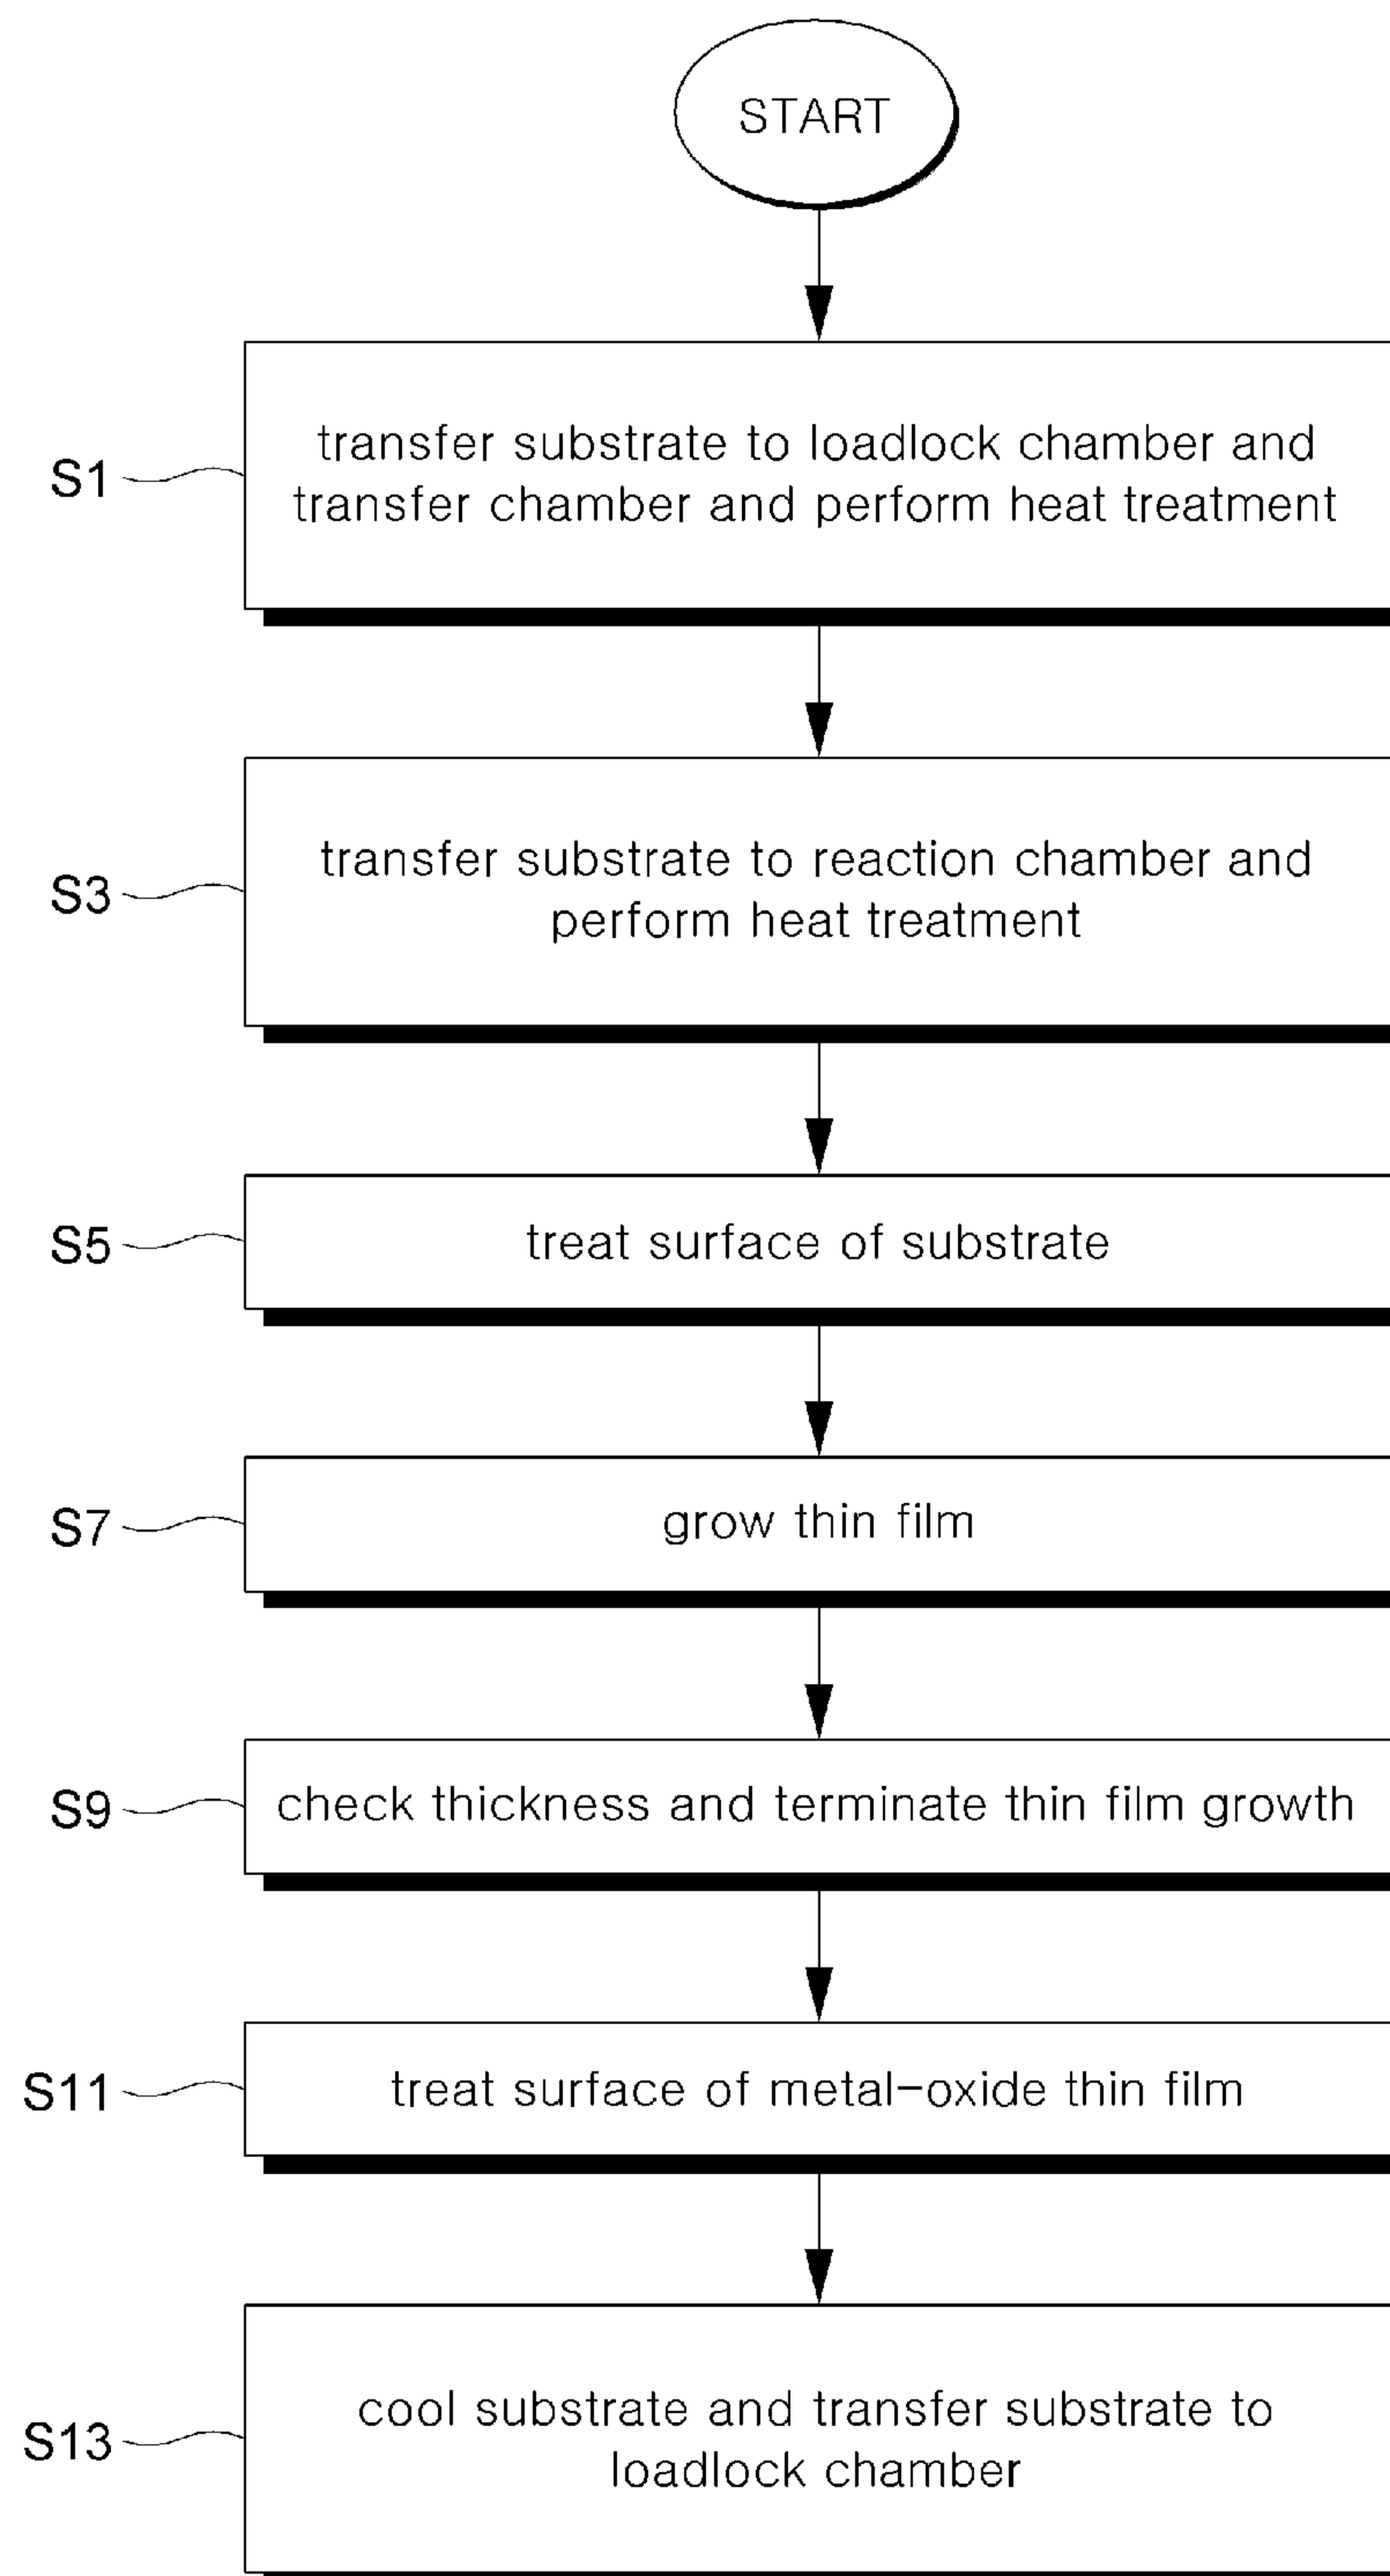 START
S1
transfer substrate to loadlock chamber and
transfer chamber and perform heat treatment
S3
transfer substrate to reaction chamber and
perform heat treatment
S5
treat surface of substrate
S7
grow thin film
S9
check thickness and terminate thin film growth
S11
treat surface of metal-oxide thin film
S13
cool substrate and transfer substrate to
loadlock chamber